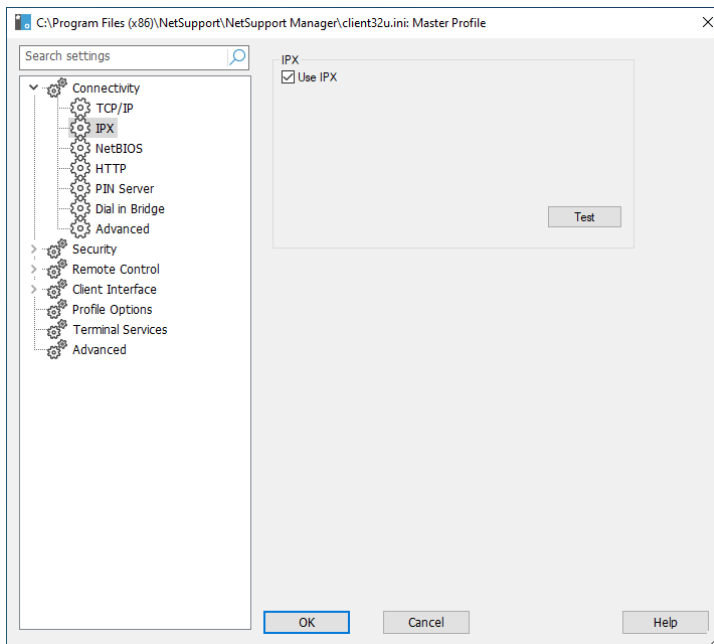 C:\Program Files (x86)\NetSupport\NetSupport Manager\client32u.ini: Master Profile
Search settings
Connectivity
TCP/IP
IPX
NetBIOS
HTTP
PIN Server
Dial in Bridge
Advanced
Security
Remote Control
Client Interface
Profile Options
Terminal Services
Advanced
IPX
Use IPX
Test
OK
Cancel
Help